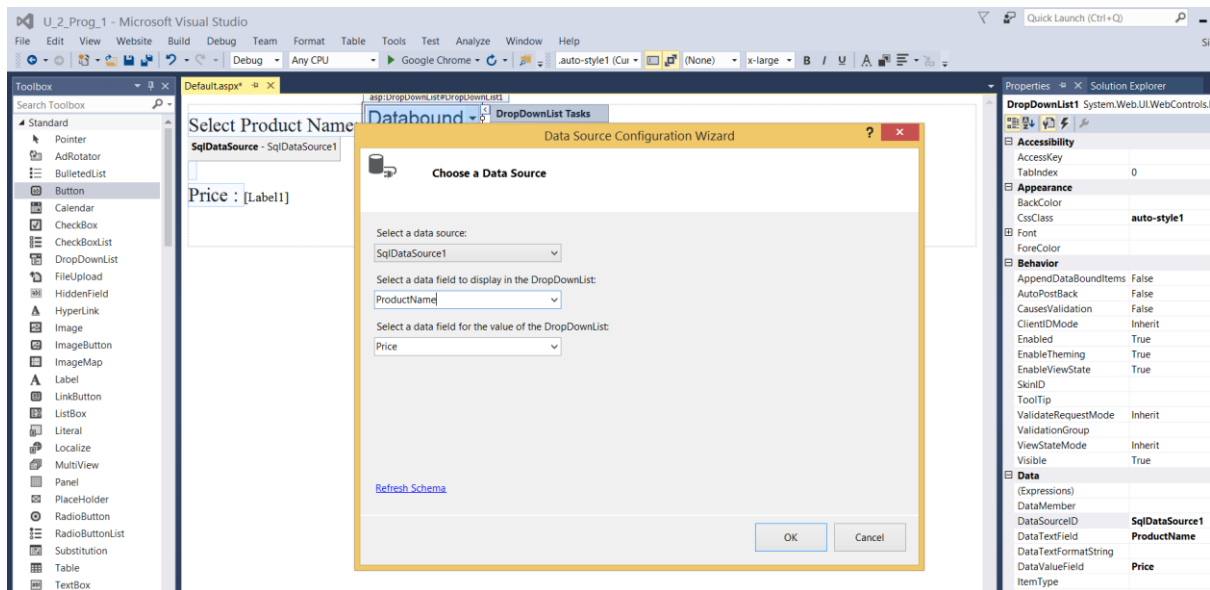 U_2_Prog_1 - Microsoft Visual Studio
Quick Launch (Ctrl+Q)
File Edit View Website Build Debug Team Format Table Tools Test Analyze Window Help
Si
Debug Any CPU Google Chrome .auto-style1 (Cur (None) x-large B I U A
Toolbox
Search Toolbox
Standard
Pointer
AdRotator
BulletedList
Button
Calendar
CheckBox
CheckBoxList
DropDownList
FileUpload
HiddenField
HyperLink
Image
ImageButton
ImageMap
Label
LinkButton
ListBox
Literal
Localize
MultiView
Panel
PlaceHolder
RadioButton
RadioButtonList
Substitution
Table
TextBox
Default.aspx*
asp:DropDownList#DropDownList1
Select Product Name:
Databound
DropDownList Tasks
SqlDataSource - SqlDataSource1
Price : [Label1]
Data Source Configuration Wizard
? ×
Choose a Data Source
Select a data source:
SqlDataSource1
Select a data field to display in the DropDownList:
ProductName
Select a data field for the value of the DropDownList:
Price
Refresh Schema
OK Cancel
Properties Solution Explorer
DropDownList1 System.Web.UI.WebControls.
Accessibility
AccessKey
TabIndex 0
Appearance
BackColor
CssClass auto-style1
Font
ForeColor
Behavior
AppendDataBoundItems False
AutoPostBack False
CausesValidation False
ClientIDMode Inherit
Enabled True
EnableTheming True
EnableViewState True
SkinID
ToolTip
ValidateRequestMode Inherit
ValidationGroup
ViewStateMode Inherit
Visible True
Data
(Expressions)
DataMember
DataSourceID SqlDataSource1
DataTextField ProductName
DataTextFormatString
DataValueField Price
ItemType